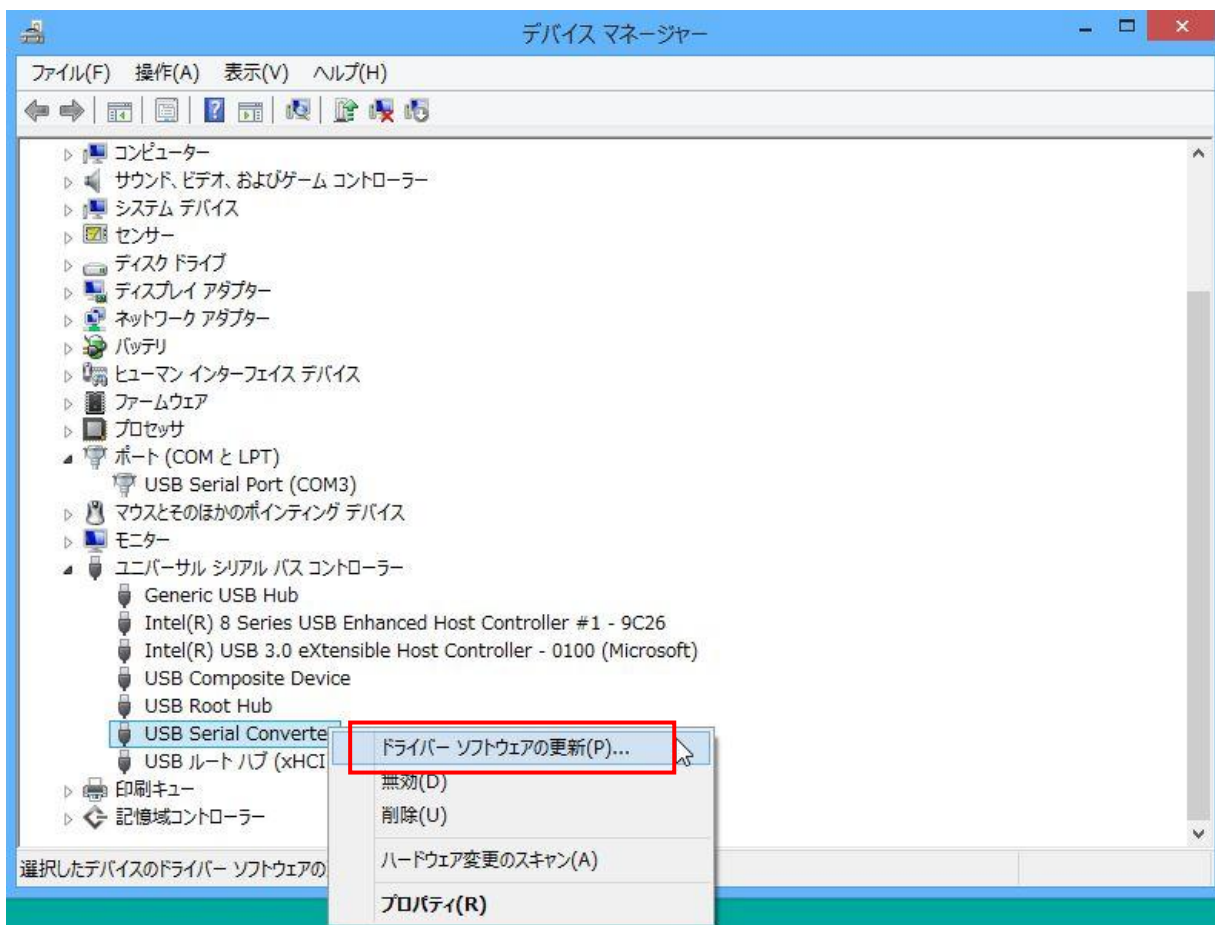 デバイス マネージャー
ファイル(F) 操作(A) 表示(V) ヘルプ(H)
コンピューター
サウンド、ビデオ、およびゲーム コントローラー
システム デバイス
センサー
ディスク ドライブ
ディスプレイ アダプター
ネットワーク アダプター
バッテリ
ヒューマン インターフェイス デバイス
ファームウェア
プロセッサ
ポート (COM と LPT)
USB Serial Port (COM3)
マウスとそのほかのポインティング デバイス
モニター
ユニバーサル シリアル バス コントローラー
Generic USB Hub
Intel(R) 8 Series USB Enhanced Host Controller #1 - 9C26
Intel(R) USB 3.0 eXtensible Host Controller - 0100 (Microsoft)
USB Composite Device
USB Root Hub
USB Serial Converte
USB ルート ハブ (xHCI
印刷キュー
記憶域コントローラー
選択したデバイスのドライバー ソフトウェアの
ドライバー ソフトウェアの更新(P)...
無効(D)
削除(U)
ハードウェア変更のスキャン(A)
プロパティ(R)